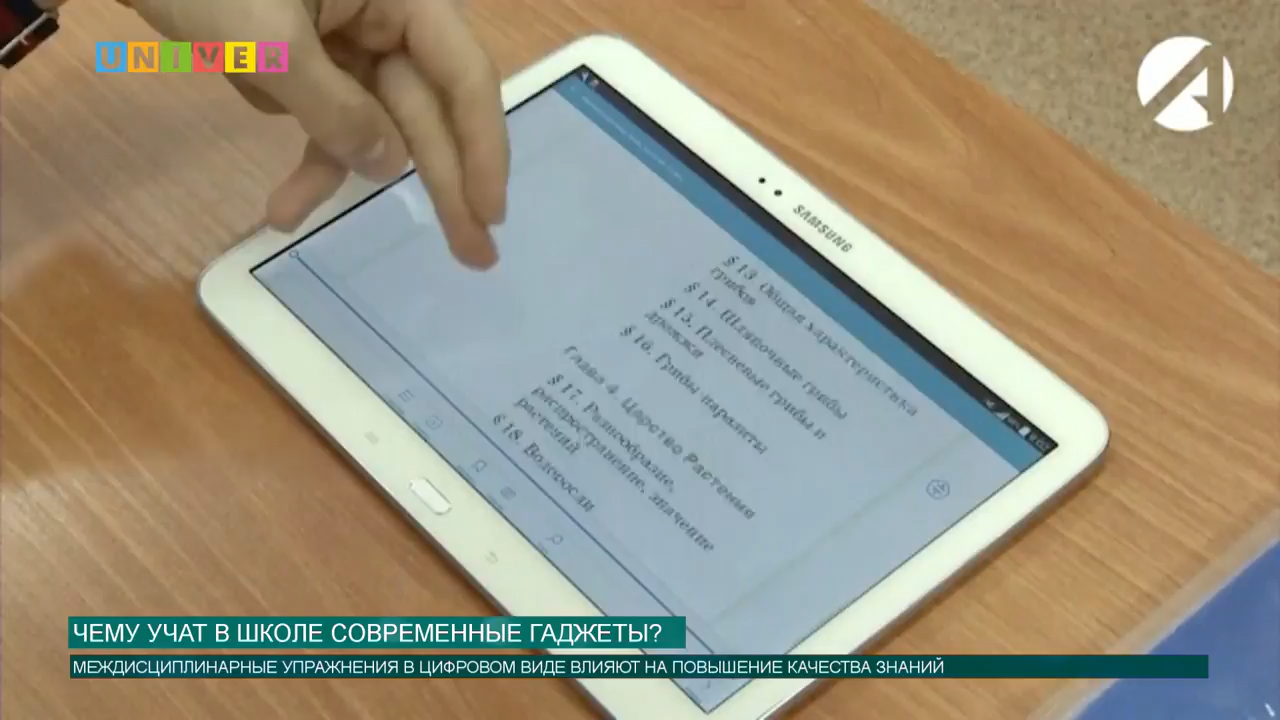 UNIVER
SAMSUNG
§ 13. Общая характеристика
грибов
§ 14. Шляпочные грибы
§ 15. Плесневые грибы и
дрожжи
§ 16. Грибы-паразиты
Глава 4. Царство Растения
§ 17. Разнообразие,
распространение, значение
растений
§ 18. Водоросли
ЧЕМУ УЧАТ В ШКОЛЕ СОВРЕМЕННЫЕ ГАДЖЕТЫ?
МЕЖДИСЦИПЛИНАРНЫЕ УПРАЖНЕНИЯ В ЦИФРОВОМ ВИДЕ ВЛИЯЮТ НА ПОВЫШЕНИЕ КАЧЕСТВА ЗНАНИЙ